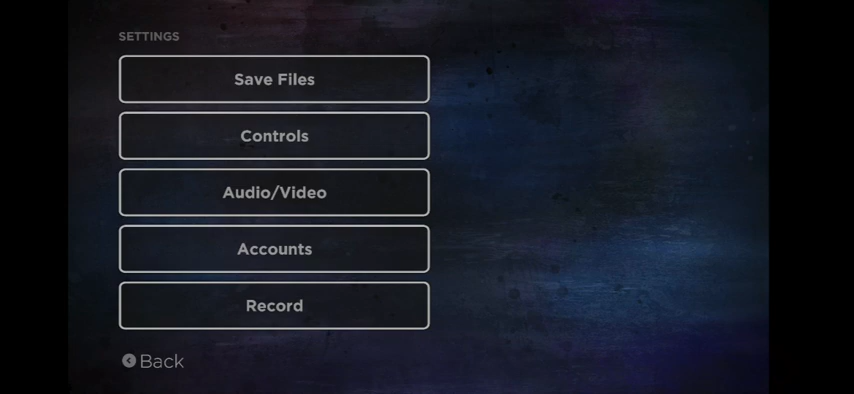 SETTINGS
Save Files
Controls
Audio/Video
Accounts
Record
Back